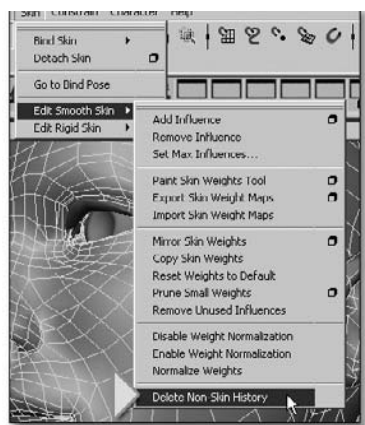 Skin Constrain Character Help
Bind Skin
Detach Skin
Go to Bind Pose
Edit Smooth Skin
Edit Rigid Skin
Add Influence
Remove Influence
Set Max Influences...
Paint Skin Weights Tool
Export Skin Weight Maps
Import Skin Weight Maps
Mirror Skin Weights
Copy Skin Weights
Reset Weights to Default
Prune Small Weights
Remove Unused Influences
Disable Weight Normalization
Enable Weight Normalization
Normalize Weights
Delete Non-Skin History